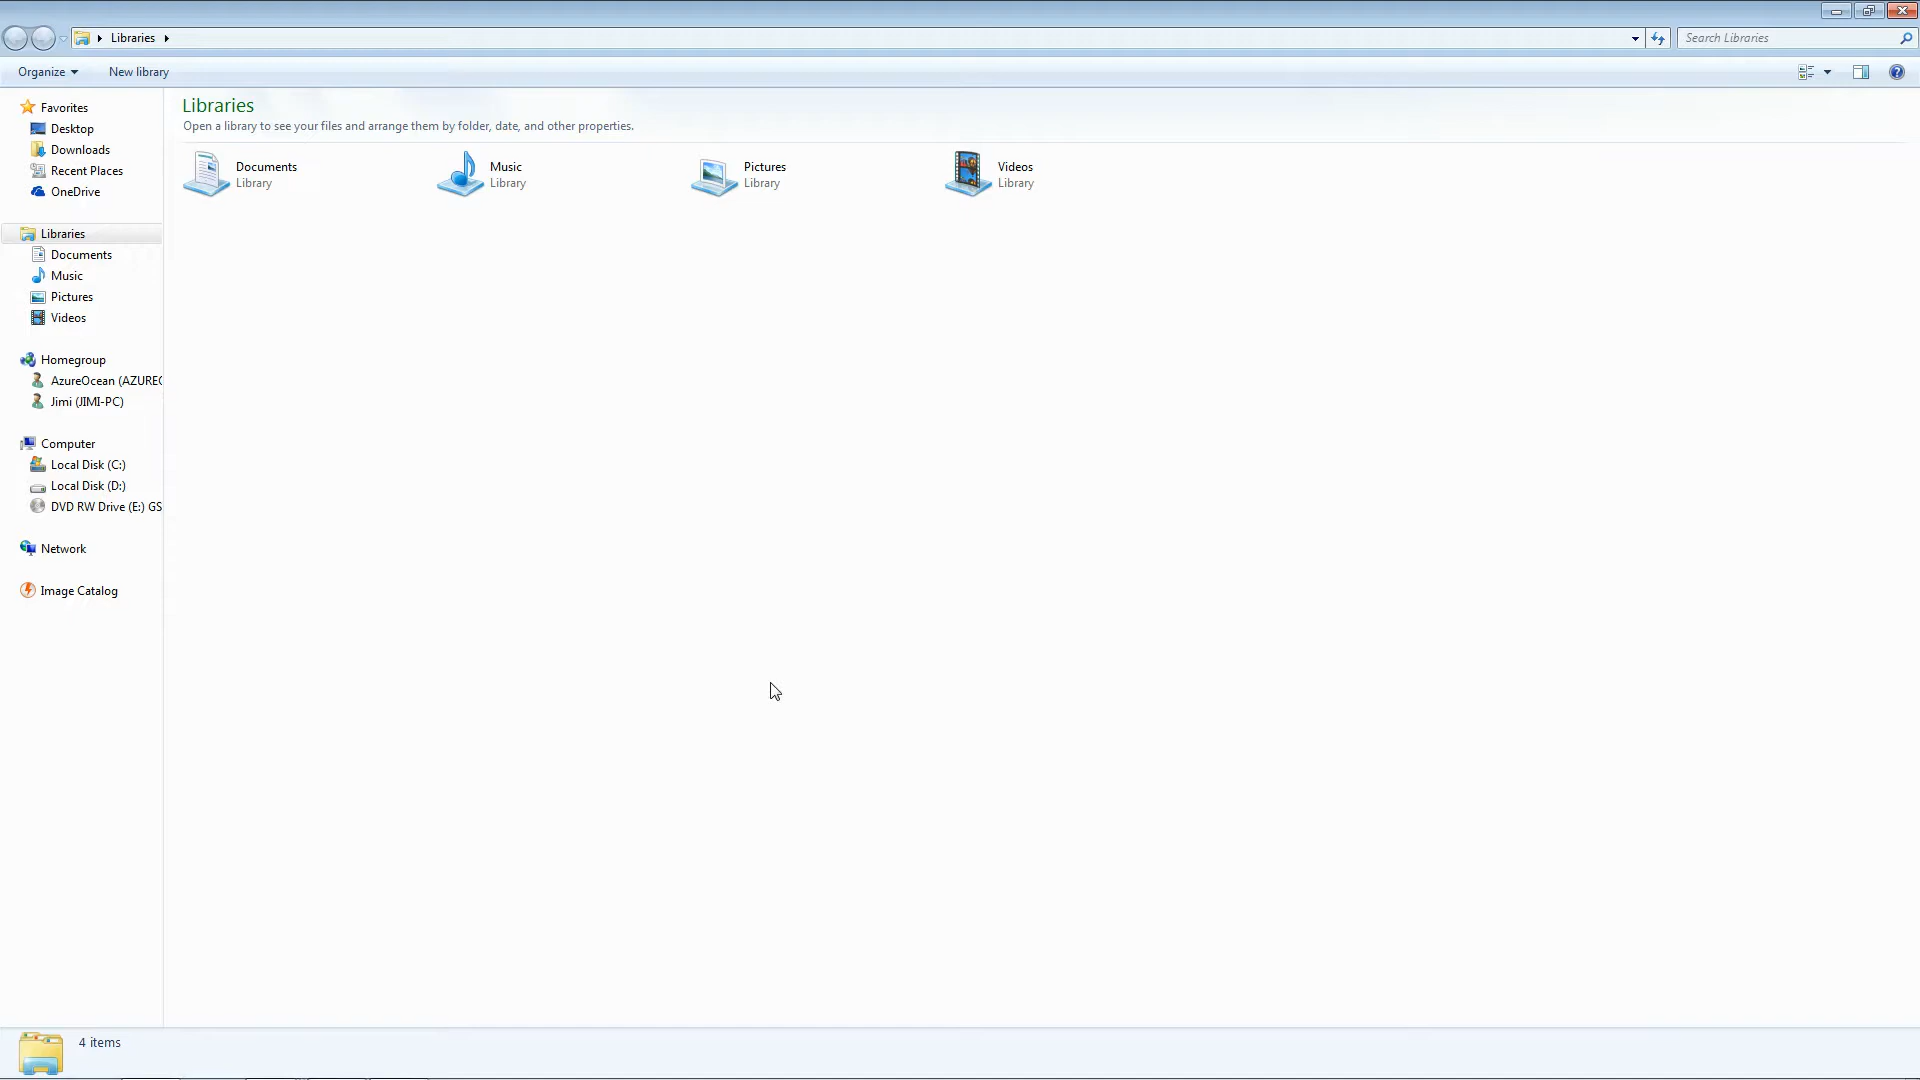 Libraries
Search Libraries
Organize
New library
Favorites
Desktop
Downloads
Recent Places
OneDrive
Libraries
Documents
Music
Pictures
Videos
Homegroup
AzureOcean (AZUREO
Jimi (JIMI-PC)
Computer
Local Disk (C:)
Local Disk (D:)
DVD RW Drive (E:) GS
Network
Image Catalog
Libraries
Open a library to see your files and arrange them by folder, date, and other properties.
Documents
Library
Music
Library
Pictures
Library
Videos
Library
4 items